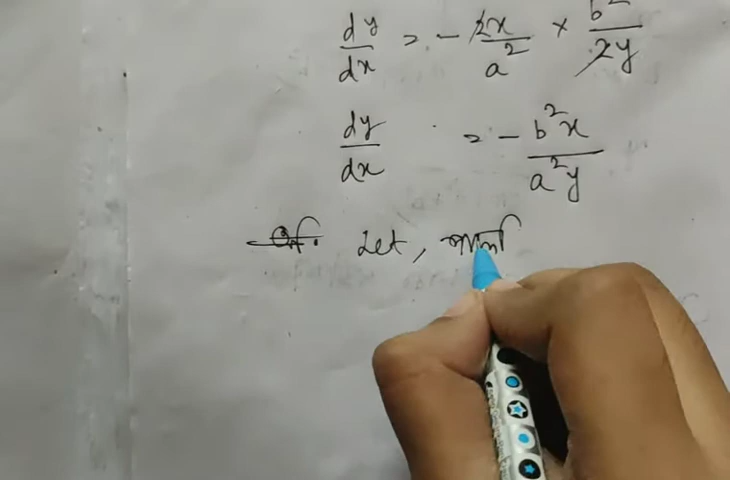 dy/dx = - 2x/a² × b²/2y
dy/dx = - b²x/a²y
Let,